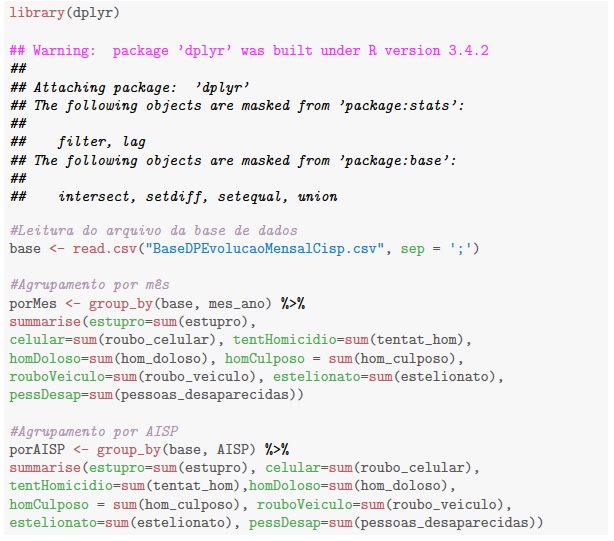 library(dplyr)
## Warning:  package ’dplyr’ was built under R version 3.4.2
##
## Attaching package:  ’dplyr’
## The following objects are masked from ’package:stats’:
##
##    filter, lag
## The following objects are masked from ’package:base’:
##
##    intersect, setdiff, setequal, union
#Leitura do arquivo da base de dados
base <- read.csv("BaseDPEvolucaoMensalCisp.csv", sep = ';')
#Agrupamento por mês
porMes <- group_by(base, mes_ano) %>%
summarise(estupro=sum(estupro),
celular=sum(roubo_celular), tentHomicidio=sum(tentat_hom),
homDoloso=sum(hom_doloso), homCulposo = sum(hom_culposo),
rouboVeiculo=sum(roubo_veiculo), estelionato=sum(estelionato),
pessDesap=sum(pessoas_desaparecidas))
#Agrupamento por AISP
porAISP <- group_by(base, AISP) %>%
summarise(estupro=sum(estupro), celular=sum(roubo_celular),
tentHomicidio=sum(tentat_hom),homDoloso=sum(hom_doloso),
homCulposo = sum(hom_culposo), rouboVeiculo=sum(roubo_veiculo),
estelionato=sum(estelionato), pessDesap=sum(pessoas_desaparecidas))